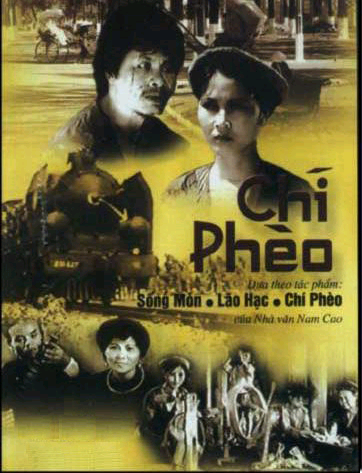 Chí
Phèo
Dựa theo tác phẩm:
Sống Mòn • Lão Hạc • Chí Phèo
của Nhà văn Nam Cao